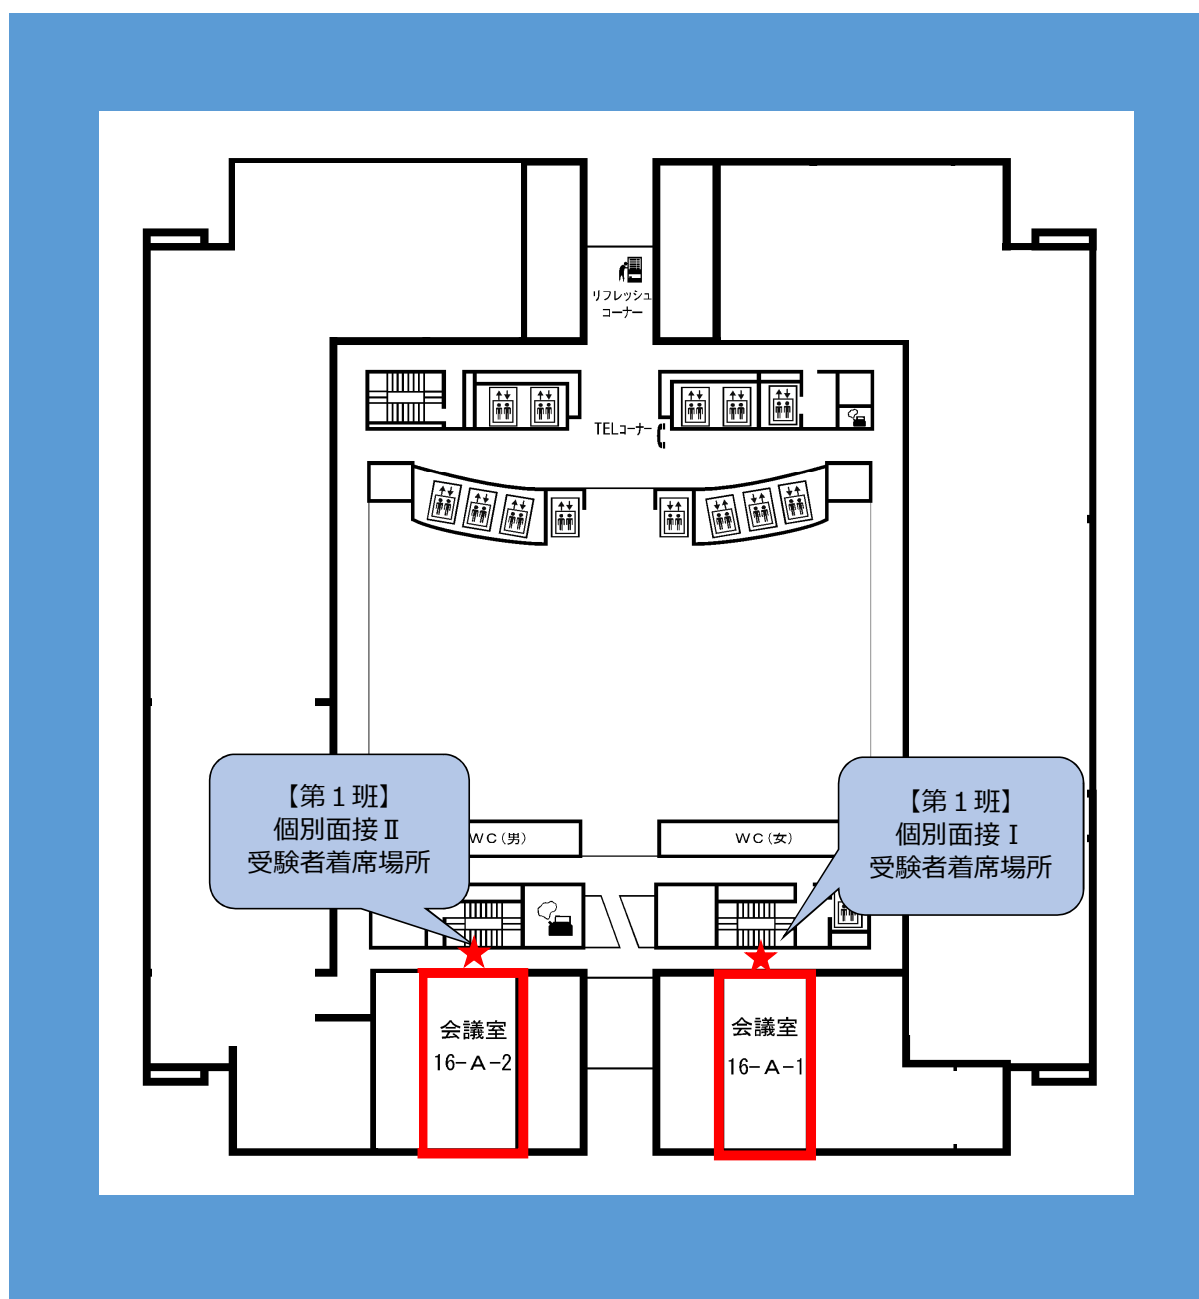 リフレッシュ
コーナー
TELコーナー
【第１班】
個別面接Ⅱ
受験者着席場所
【第１班】
個別面接Ⅰ
受験者着席場所
WC(男)
WC(女)
会議室
16-A-2
会議室
16-A-1